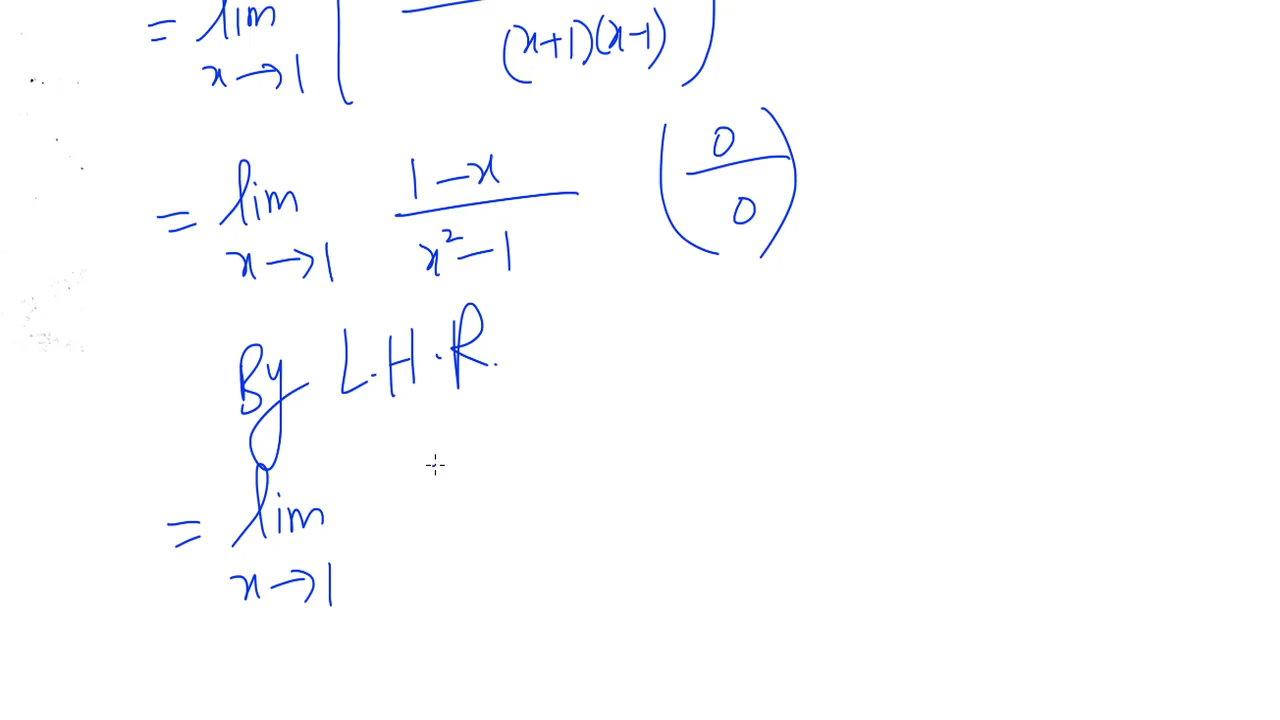 = lim
x→1 (x+1)(x-1)
= lim 1-x / x²-1 (0/0)
x→1
By L.H.R.
= lim
x→1